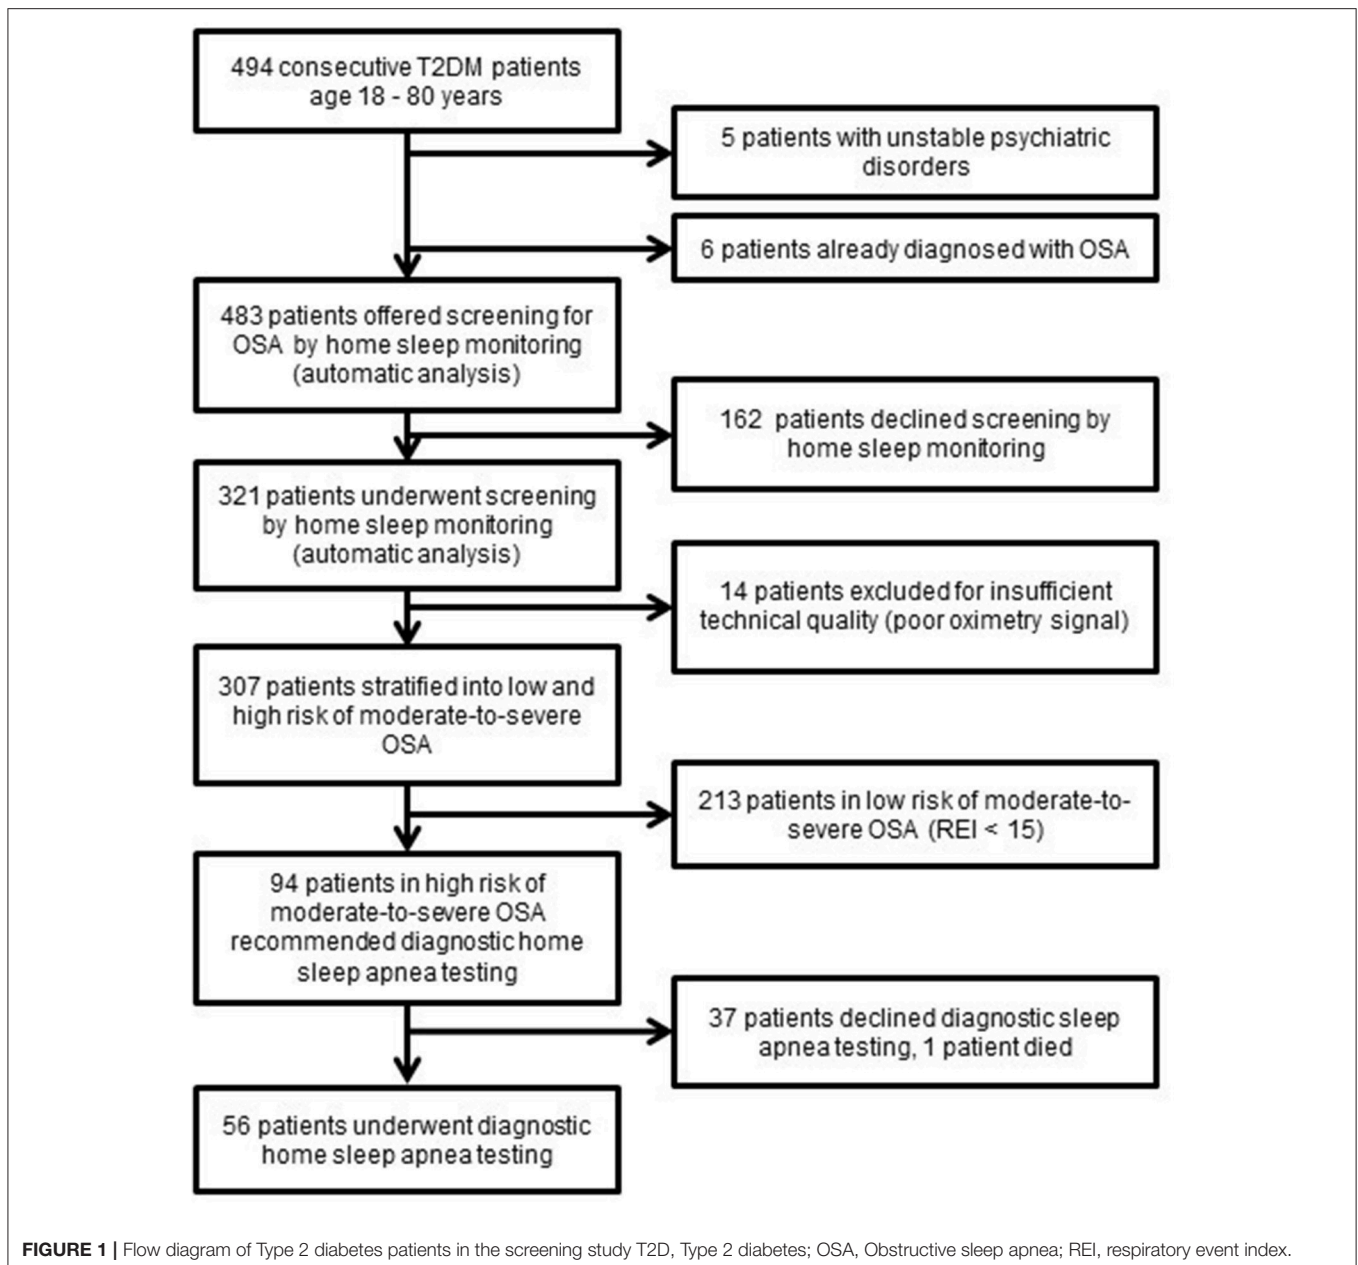 494 consecutive T2DM patients
age 18 - 80 years
5 patients with unstable psychiatric
disorders
6 patients already diagnosed with OSA
483 patients offered screening for
OSA by home sleep monitoring
(automatic analysis)
162 patients declined screening by
home sleep monitoring
321 patients underwent screening
by home sleep monitoring
(automatic analysis)
14 patients excluded for insufficient
technical quality (poor oximetry signal)
307 patients stratified into low and
high risk of moderate-to-severe
OSA
213 patients in low risk of moderate-to-
severe OSA (REI < 15)
94 patients in high risk of
moderate-to-severe OSA
recommended diagnostic home
sleep apnea testing
37 patients declined diagnostic sleep
apnea testing, 1 patient died
56 patients underwent diagnostic
home sleep apnea testing
FIGURE 1 | Flow diagram of Type 2 diabetes patients in the screening study T2D, Type 2 diabetes; OSA, Obstructive sleep apnea; REI, respiratory event index.